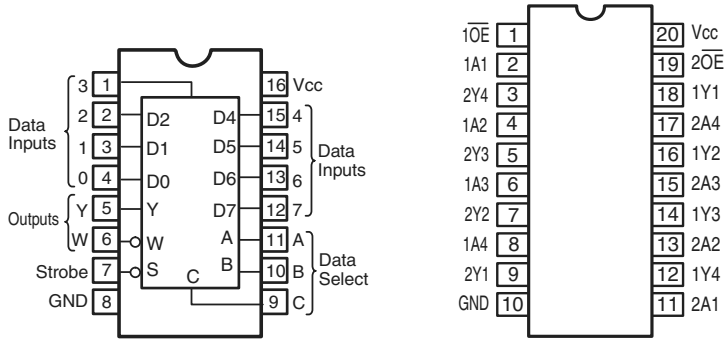 3 1 16 Vcc
2 2 D2 D4 15 4
1 3 D1 D5 14 5
0 4 D0 D6 13 6
Data
Inputs
Data
Inputs
Y 5 Y D7 12 7
W 6 W A 11 A
Outputs
Strobe 7 S B 10 B
Data
Select
GND 8 C 9 C
1OE 1 20 Vcc
1A1 2 19 2OE
2Y4 3 18 1Y1
1A2 4 17 2A4
2Y3 5 16 1Y2
1A3 6 15 2A3
2Y2 7 14 1Y3
1A4 8 13 2A2
2Y1 9 12 1Y4
GND 10 11 2A1